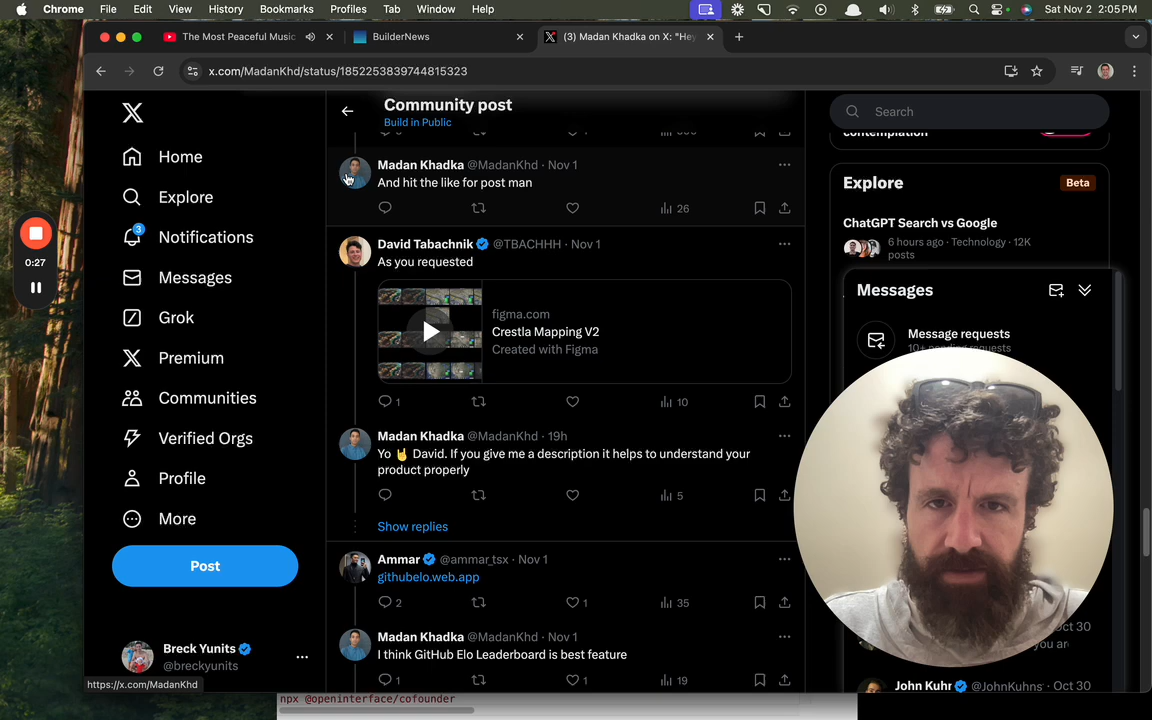 Chrome File Edit View History Bookmarks Profiles Tab Window Help Sat Nov 2 2:05 PM
The Most Peaceful Music
BuilderNews
(3) Madan Khadka on X: "Hey
x.com/MadanKhd/status/1852253839744815323
Community post
Build in Public
Search
contemplation
Home
Explore
3
Notifications
Messages
Grok
Premium
Communities
Verified Orgs
Profile
More
Post
Breck Yunits
@breckyunits
https://x.com/MadanKhd
0:27
Madan Khadka @MadanKhd · Nov 1
And hit the like for post man
26
David Tabachnik @TBACHHH · Nov 1
As you requested
figma.com
Crestla Mapping V2
Created with Figma
1 10
Madan Khadka @MadanKhd · 19h
Yo 🤘 David. If you give me a description it helps to understand your
product properly
5
Show replies
Ammar @ammar_tsx · Nov 1
githubelo.web.app
2 1 35
Madan Khadka @MadanKhd · Nov 1
I think GitHub Elo Leaderboard is best feature
1 1 19
Explore
Beta
ChatGPT Search vs Google
6 hours ago · Technology · 12K
posts
Messages
Message requests
10+ pending requests
Oct 30
you are
John Kuhr @JohnKuhns · Oct 30
npx @openinterface/cofounder